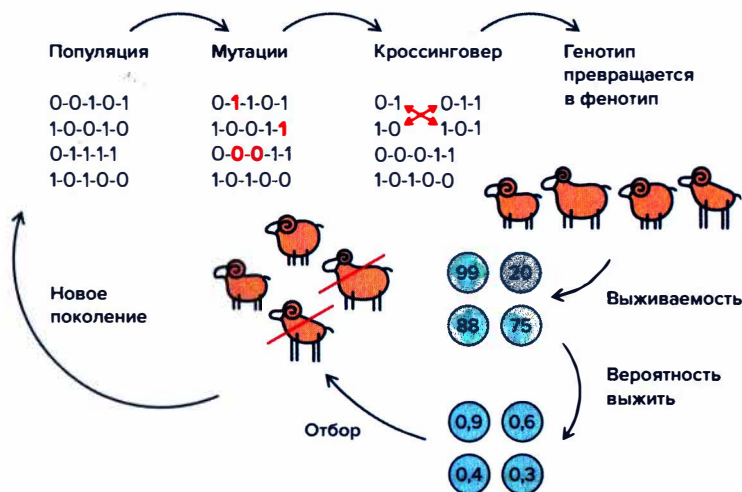 Популяция
Мутации
Кроссинговер
Генотип
превращается
в фенотип
0-0-1-0-1
1-0-0-1-0
0-1-1-1-1
1-0-1-0-0
0-1-1-0-1
1-0-0-1-1
0-0-0-1-1
1-0-1-0-0
0-1 0-1-1
1-0 1-0-1
0-0-0-1-1
1-0-1-0-0
99 20
88 75
Выживаемость
Вероятность
выжить
0,9 0,6
0,4 0,3
Отбор
Новое
поколение